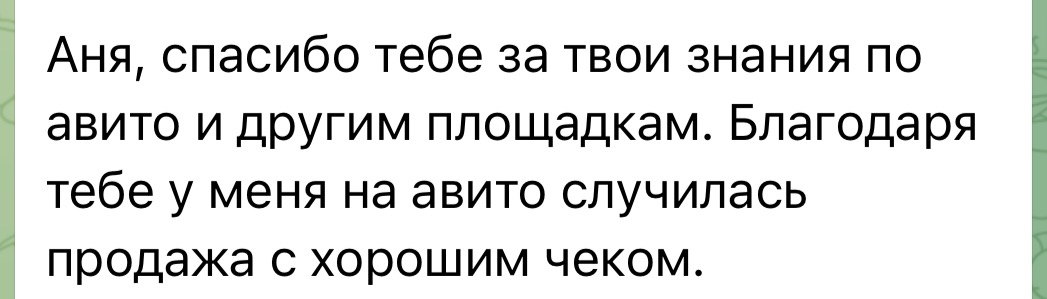 Аня, спасибо тебе за твои знания по
авито и другим площадкам. Благодаря
тебе у меня на авито случилась
продажа с хорошим чеком.